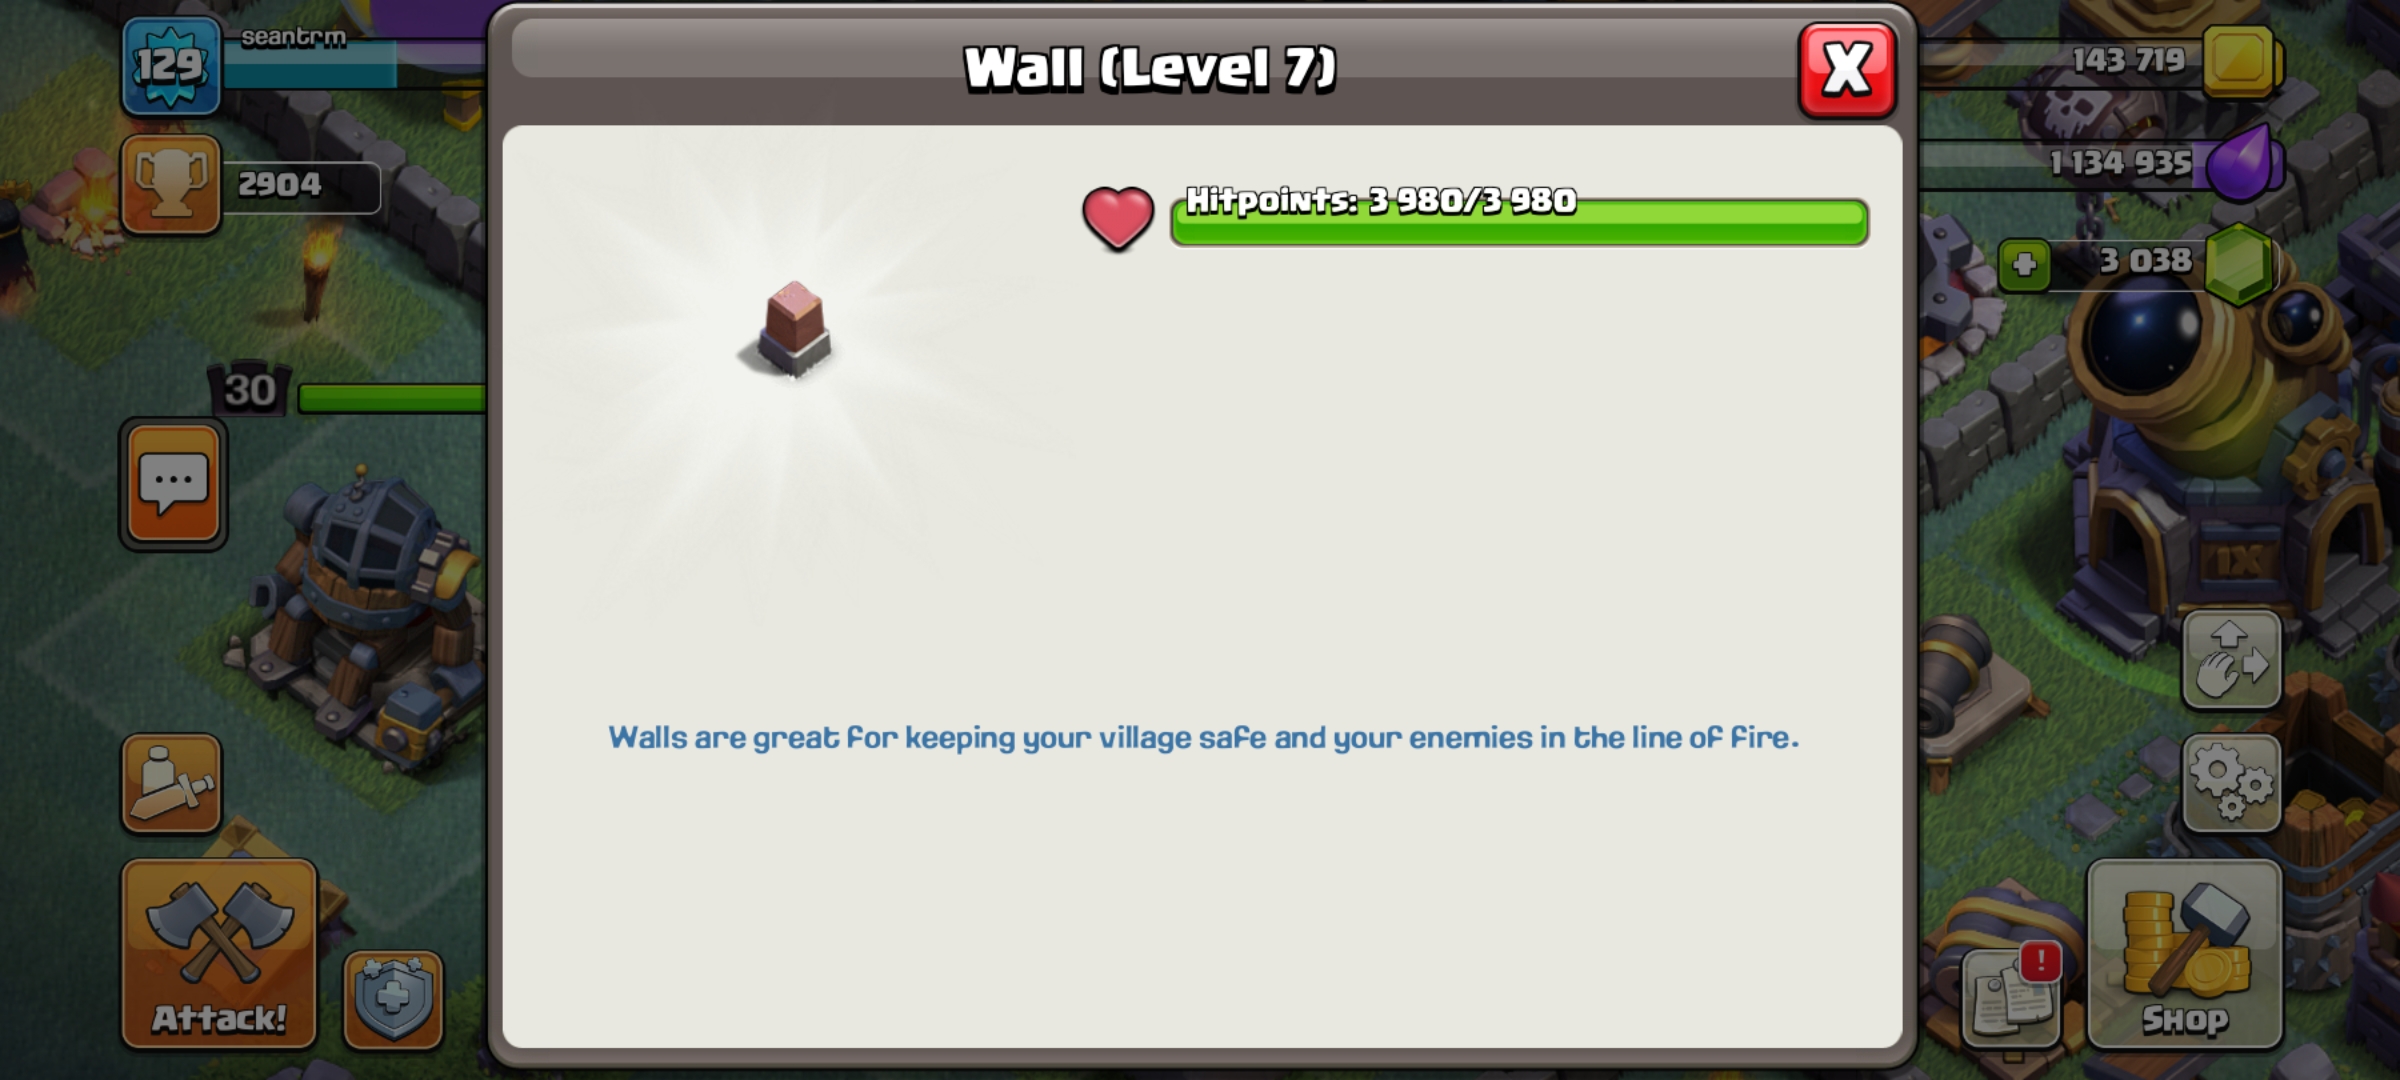 129
seantrm
Wall (Level 7)
X
143 719
2904
Hitpoints: 3 980/3 980
1 134 935
3 038
30
IX
Walls are great for keeping your village safe and your enemies in the line of fire.
!
Attack!
Shop